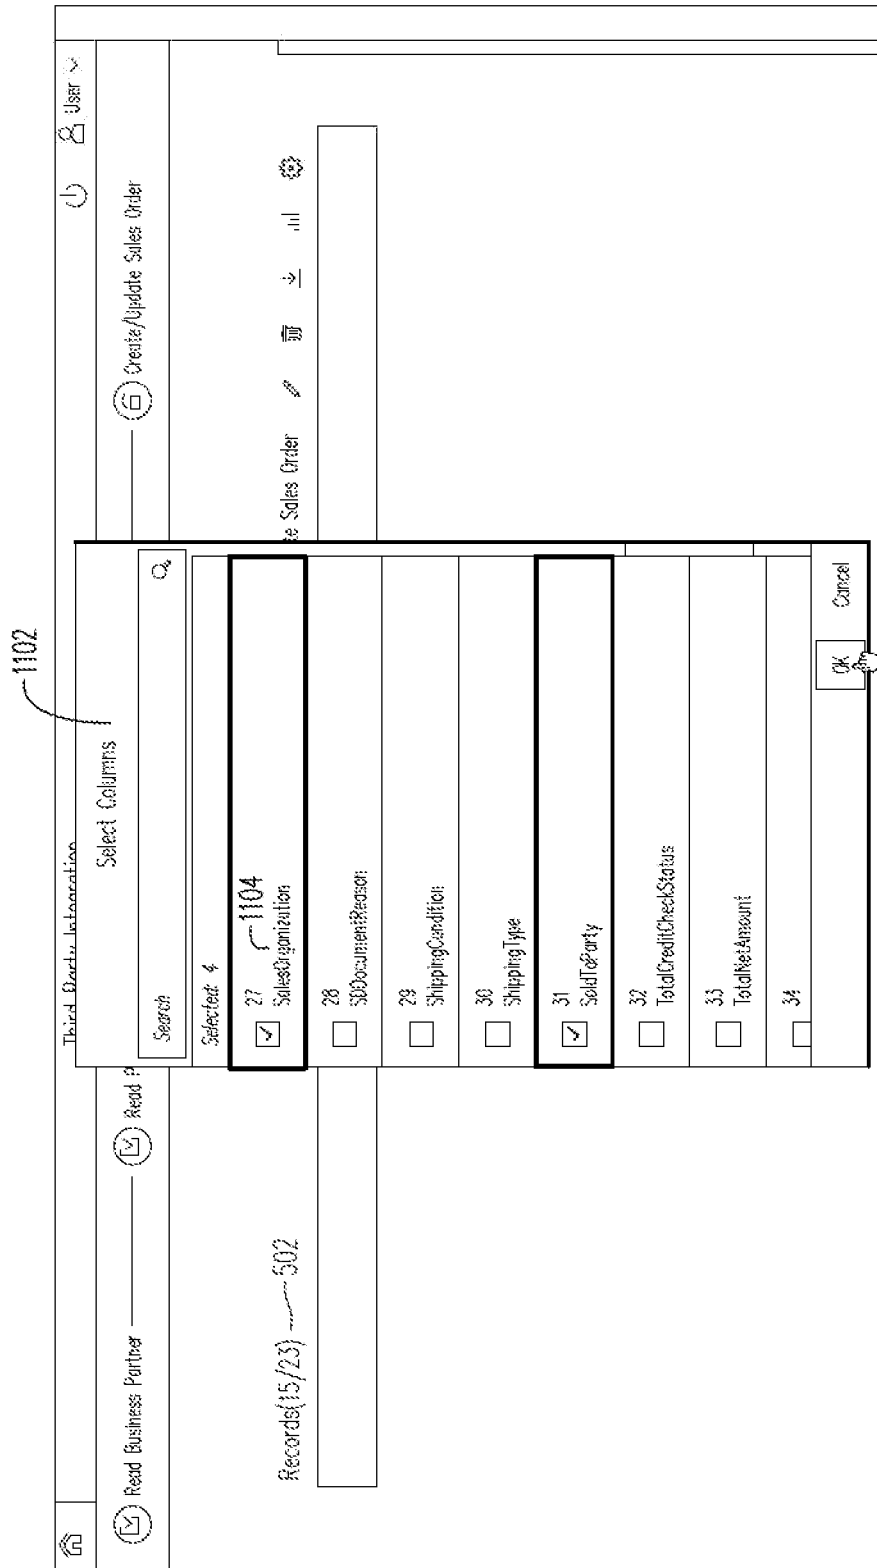 1102
Third Party Integration
User
Select Columns
Read Business Partner
Read P
Create/Update Sales Order
Search
Selected: 4
27
SalesOrganization
1104
28
SDDocumentReason
29
ShippingCondition
30
ShippingType
31
SoldToParty
32
TotalCreditCheckStatus
33
TotalNetAmount
34
OK
Cancel
Records(15/23)
502
te Sales Order